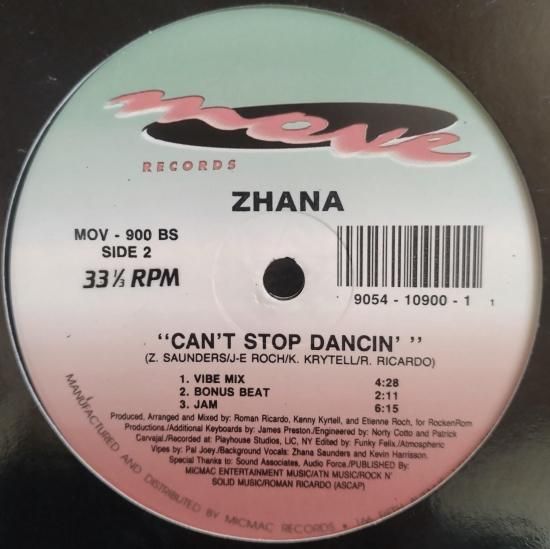 move
RECORDS
ZHANA
MOV - 900 BS
SIDE 2
33 ⅓ RPM
9054 - 10900 - 1 1
"CAN'T STOP DANCIN' "
(Z. SAUNDERS/J-E ROCH/K. KRYTELL/R. RICARDO)
1. VIBE MIX 4:28
2. BONUS BEAT 2:11
3. JAM 6:15
Produced, Arranged and Mixed by: Roman Ricardo, Kenny Kyrtell, and Etienne Roch, for RockenRom
Productions./Additional Keyboards by: James Preston./Engineered by: Norty Cotto and Patrick
Carvajal./Recorded at: Playhouse Studios, LIC, NY Edited by: Funky Felix./Atmospheric
Vipes by: Pal Joey./Background Vocals: Zhana Saunders and Kevin Harrisson.
Special Thanks to: Sound Associates, Audio Force./PUBLISHED By:
MICMAC ENTERTAINMENT MUSIC/ATN MUSIC/ROCK N'
SOLID MUSIC/ROMAN RICARDO (ASCAP)
MANUFACTURED AND DISTRIBUTED BY MICMAC RECORDS •